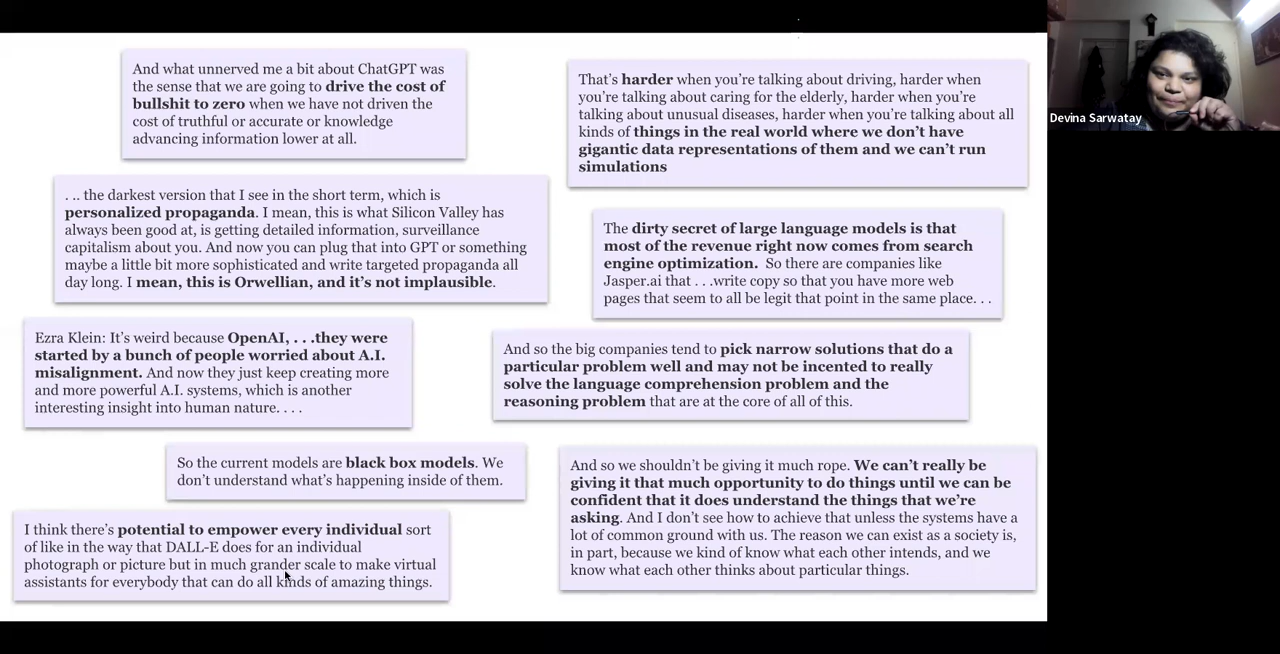 And what unnerved me a bit about ChatGPT was
the sense that we are going to drive the cost of
bullshit to zero when we have not driven the
cost of truthful or accurate or knowledge
advancing information lower at all.
. .. the darkest version that I see in the short term, which is
personalized propaganda. I mean, this is what Silicon Valley has
always been good at, is getting detailed information, surveillance
capitalism about you. And now you can plug that into GPT or something
maybe a little bit more sophisticated and write targeted propaganda all
day long. I mean, this is Orwellian, and it’s not implausible.
Ezra Klein: It’s weird because OpenAI, . . .they were
started by a bunch of people worried about A.I.
misalignment. And now they just keep creating more
and more powerful A.I. systems, which is another
interesting insight into human nature. . . .
So the current models are black box models. We
don’t understand what’s happening inside of them.
I think there’s potential to empower every individual sort
of like in the way that DALL-E does for an individual
photograph or picture but in much grander scale to make virtual
assistants for everybody that can do all kinds of amazing things.
That’s harder when you’re talking about driving, harder when
you’re talking about caring for the elderly, harder when you’re
talking about unusual diseases, harder when you’re talking about all
kinds of things in the real world where we don’t have
gigantic data representations of them and we can’t run
simulations
The dirty secret of large language models is that
most of the revenue right now comes from search
engine optimization. So there are companies like
Jasper.ai that . . .write copy so that you have more web
pages that seem to all be legit that point in the same place. . .
And so the big companies tend to pick narrow solutions that do a
particular problem well and may not be incented to really
solve the language comprehension problem and the
reasoning problem that are at the core of all of this.
And so we shouldn’t be giving it much rope. We can’t really be
giving it that much opportunity to do things until we can be
confident that it does understand the things that we’re
asking. And I don’t see how to achieve that unless the systems have a
lot of common ground with us. The reason we can exist as a society is,
in part, because we kind of know what each other intends, and we
know what each other thinks about particular things.
Devina Sarwatay